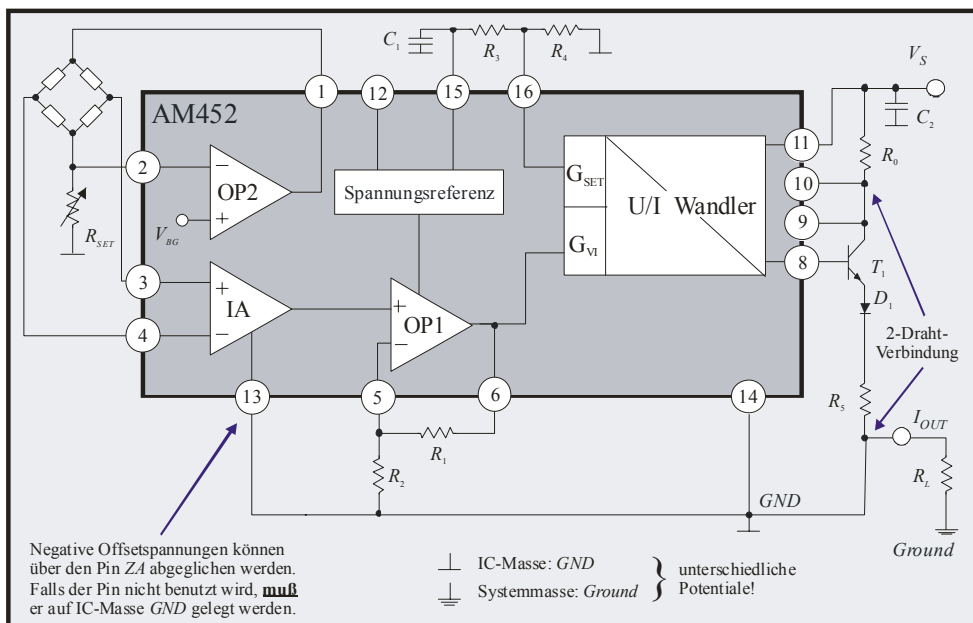 C1
R3
R4
VS
1
12
15
16
AM452
11
C2
R0
2
−
OP2
+
VBG
RSET
Spannungsreferenz
GSET
U/I Wandler
GVI
10
9
8
T1
D1
2-Draht-
Verbindung
3
+
IA
−
4
+
OP1
−
13
5
6
14
R5
IOUT
R1
R2
RL
GND
Ground
Negative Offsetspannungen können
über den Pin ZA abgeglichen werden.
Falls der Pin nicht benutzt wird, muß
er auf IC-Masse GND gelegt werden.
IC-Masse: GND
Systemmasse: Ground
} unterschiedliche
Potentiale!